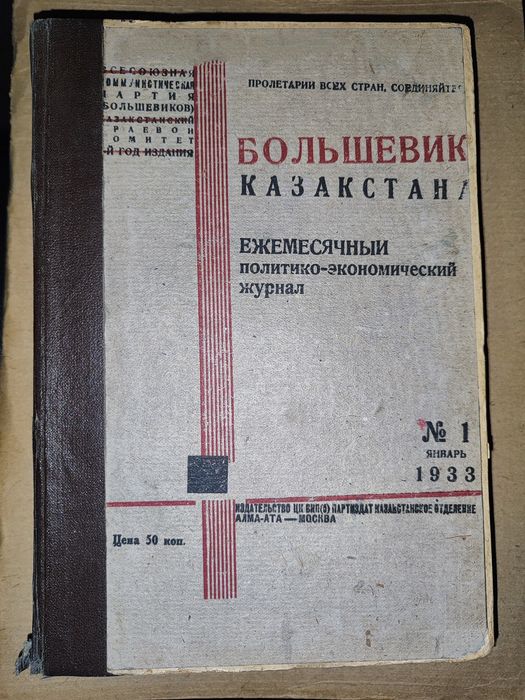 ВСЕСОЮЗНАЯ
КОММУНИСТИЧЕСКАЯ
ПАРТИЯ
(БОЛЬШЕВИКОВ)
КАЗАКСТАНСКИЙ
КРАЕВОЙ
КОМИТЕТ
Й ГОД ИЗДАНИЯ
ПРОЛЕТАРИИ ВСЕХ СТРАН, СОЕДИНЯЙТЕС
БОЛЬШЕВИК
КАЗАКСТАНА
ЕЖЕМЕСЯЧНЫЙ
ПОЛИТИКО-ЭКОНОМИЧЕСКИЙ
ЖУРНАЛ
№ 1
ЯНВАРЬ
1933
ИЗДАТЕЛЬСТВО ЦК ВКП(б) ПАРТИЗДАТ КАЗАКСТАНСКОЕ ОТДЕЛЕНИЕ
АЛМА-АТА — МОСКВА
Цена 50 коп.